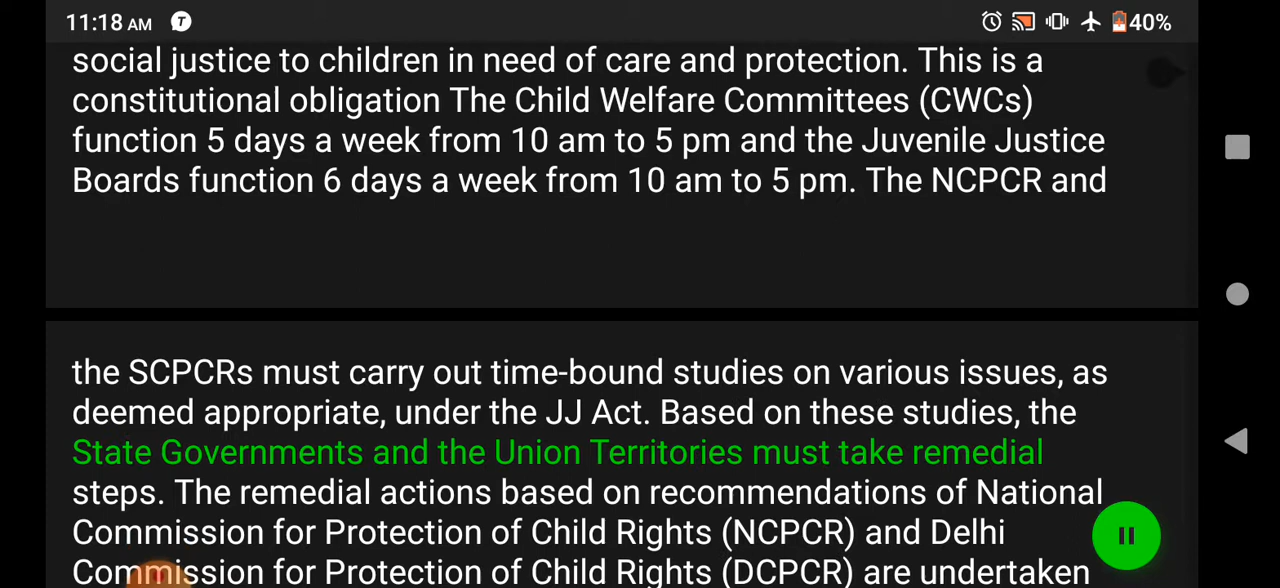 11:18 AM
40%
social justice to children in need of care and protection. This is a
constitutional obligation The Child Welfare Committees (CWCs)
function 5 days a week from 10 am to 5 pm and the Juvenile Justice
Boards function 6 days a week from 10 am to 5 pm. The NCPCR and
the SCPCRs must carry out time-bound studies on various issues, as
deemed appropriate, under the JJ Act. Based on these studies, the
State Governments and the Union Territories must take remedial
steps. The remedial actions based on recommendations of National
Commission for Protection of Child Rights (NCPCR) and Delhi
Commission for Protection of Child Rights (DCPCR) are undertaken